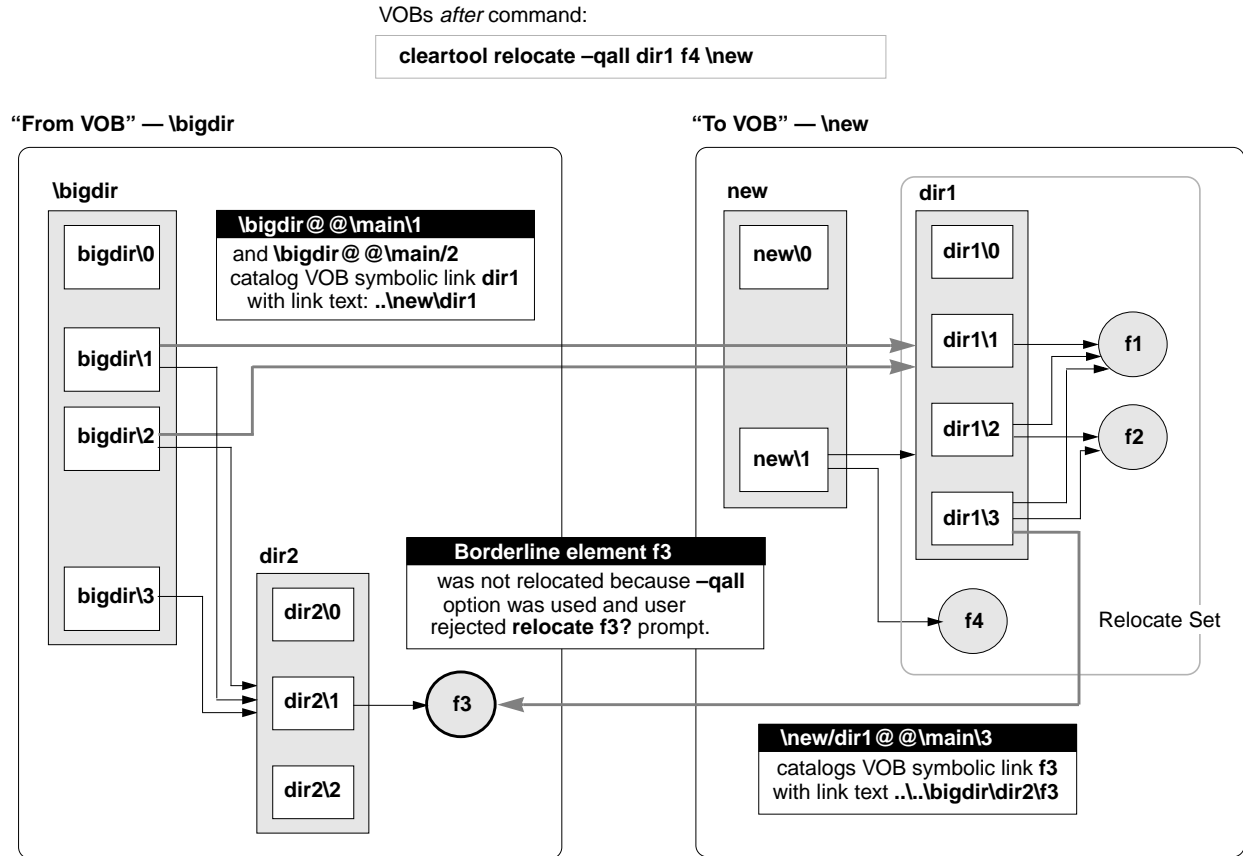 VOBs after command:
cleartool relocate –qall dir1 f4 \new
“From VOB” — \bigdir
“To VOB” — \new
\bigdir
bigdir\0
bigdir\1
bigdir\2
bigdir\3
\bigdir@@\main\1
and \bigdir@@\main/2
catalog VOB symbolic link dir1
with link text: ..\new\dir1
dir2
dir2\0
dir2\1
dir2\2
Borderline element f3
was not relocated because –qall
option was used and user
rejected relocate f3? prompt.
f3
new
new\0
new\1
dir1
dir1\0
dir1\1
dir1\2
dir1\3
f1
f2
f4
Relocate Set
\new/dir1@@\main\3
catalogs VOB symbolic link f3
with link text ..\..\bigdir\dir2\f3